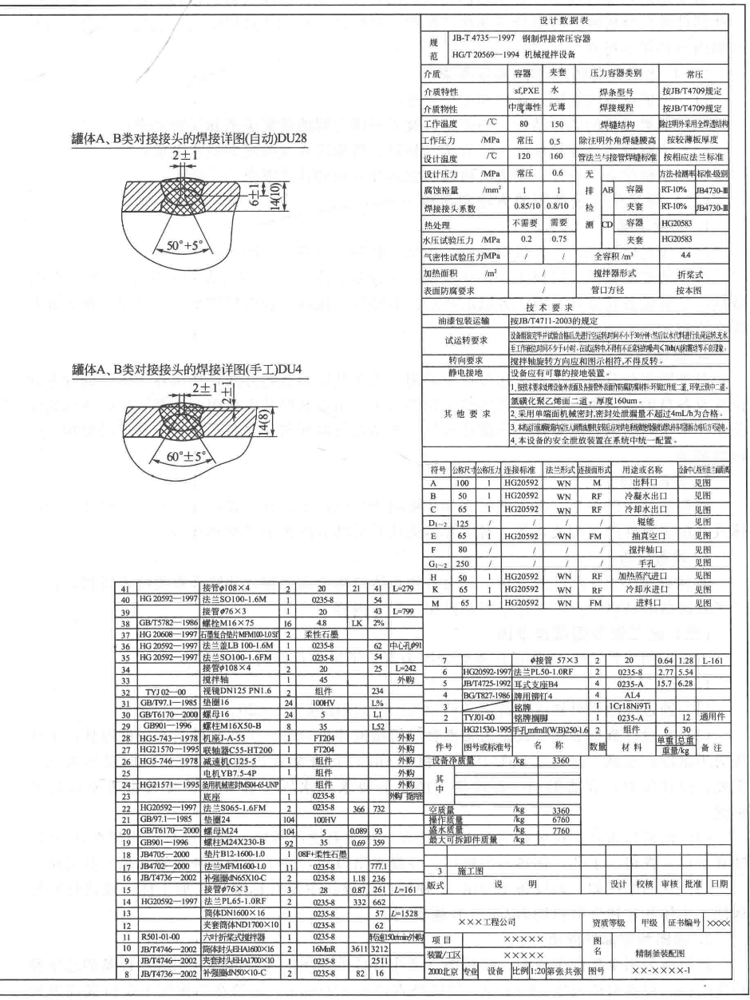 罐体A、B类对接接头的焊接详图(自动)DU28
2±1
6±1
14(10)
50°+5°
罐体A、B类对接接头的焊接详图(手工)DU4
2±1
2±1
14(8)
60°±5°
设计数据表
规范 JB-T 4735—1997 钢制焊接常压容器
HG/T 20569—1994 机械搅拌设备
介质 容器 夹套 压力容器类别 常压
介质特性 sf,PXE 水 焊条型号 按JB/T4709规定
介质物性 中度毒性 无毒 焊接规程 按JB/T4709规定
工作温度 /℃ 80 150 焊缝结构 除注明外采用全焊透结构
工作压力 /MPa 常压 0.5 除注明外角焊缝腰高 按较薄板厚度
设计温度 /℃ 120 160 管法兰与接管焊缝标准 按相应法兰标准
设计压力 /MPa 常压 0.6 无排检测 方法-检测率 标准-级别
腐蚀裕量 /mm² 1 1 AB 容器 RT-10% JB4730-Ⅲ
焊接接头系数 0.85/10 0.8/10 夹套 RT-10% JB4730-Ⅲ
热处理 不需要 需要 CD 容器 HG20583
水压试验压力 /MPa 0.2 0.75 夹套 HG20583
气密性试验压力/MPa / / 全容积/m³ 4.4
加热面积 /m² / 搅拌器形式 折桨式
表面防腐要求 / 管口方径 按本图
技术要求
油漆包装运输 按JB/T4711-2003的规定
试运转要求 设备组装完毕并试验合格后,先进行空运转时间不小于30分钟;然后以水代料进行负荷运转,充水
至工作液位时间不少于4小时。在试运转中,不得有不正常的噪声[≤70db(A)]和震动等不良现象。
转向要求 搅拌轴旋转方向应和图示相符,不得反转。
静电接地 设备应有可靠的接地装置。
其他要求 1.按技术要求处理设备外表面及各接管外表面作防腐防腐材料:环氧红丹底二道,环氧云铁中二道、
氯磺化聚乙烯面二道。厚度160um。
2.采用单端面机械密封,密封处泄漏量不超过4mL/h为合格。
4.本设备的安全泄放装置在系统中统一配置。
符号 公称尺寸 公称压力 连接标准 法兰形式 连接面形式 用途或名称 设备中心线至法兰面距离
A 100 1 HG20592 WN M 出料口 见图
B 50 1 HG20592 WN RF 冷凝水出口 见图
C 65 1 HG20592 WN RF 冷却水出口 见图
D1~2 125 / / / / 辊能 见图
E 65 1 HG20592 WN FM 抽真空口 见图
F 80 / / / / 搅拌轴口 见图
G1~2 250 / / / / 手孔 见图
H 50 1 HG20592 WN RF 加热蒸汽进口 见图
K 65 1 HG20592 WN RF 冷却水进口 见图
M 65 1 HG20592 WN FM 进料口 见图
41 接管φ108×4 2 20 21 41 L=279
40 HG 20592—1997 法兰SO100-1.6M 1 0235-8 54
39 接管φ76×3 1 20 43 L=799
38 GB/T5782—1986 螺栓M16×75 16 4.8 LK 2%
37 HG 20608—1997 石墨复合垫片MFM100-1.0Sf 2 柔性石墨
36 HG 20592—1997 法兰盖LB 100-1.6M 1 0235-8 62 中心孔φ91
35 HG 20592—1997 法兰SO100-1.6FM 1 0235-8 54
34 接管φ108×4 2 20 25 L=242
33 搅拌轴 1 45 外购
32 TYJ 02—00 视镜DN125 PN1.6 2 组件 234
31 GB/T97.1—1985 垫圈16 24 100HV L%
30 GB/T6170—2000 螺母16 24 5 L1
29 GB901—1996 螺柱M16X50-B 8 35 L52
28 HG5-743—1978 机座J-A-55 1 FT204 外购
27 HG21570—1995 联轴器C55-HT200 1 FT204 外购
26 HG5-746—1978 减速机C125-5 1 组件 外购
25 电机YB7.5-4P 1 组件 外购
24 HG21571—1995 釜用机械密封MS04-65-UNP 组件 外购
23 底座 1 0235-8
22 HG20592—1997 法兰S065-1.6FM 2 0235-8 366 732
21 GB/97.1—1985 垫圈24 104 100HV
20 GB/T6170—2000 螺母M24 104 5 0.089 93
19 GB901—1996 螺柱M24X230-B 92 35 0.69 359
18 JB4705—2000 垫片B12-1600-1.0 1 08F+柔性石墨
17 JB4702—2000 法兰MFM1600-1.0 11 0235-8 777.1
16 JB/T4736—2002 补强圈dN65X10-C 2 0235-8 1.18 236
15 接管φ76×3 3 28 0.87 261 L=161
14 HG20592—1997 法兰PL65-1.0RF 2 0235-8 332 662
13 筒体DN1600×16 1 0235-8 57 L=1528
12 夹套筒体ND1700×10 1 0235-8 62
11 R501-01-00 六叶折桨式搅拌器 1 0235-8 转速150r/min外购
10 JB/T4746—2002 筒体封头EHA1600×16 2 16MnR 3611 3212
9 JB/T4746—2002 夹套封头EHA1700×10 1 0235-8 2511
8 JB/T4736—2002 补强圈dN50×10-C 2 0235-8 82 16
7 φ接管 57×3 2 20 0.64 1.28 L-161
6 HG20592-1997 法兰PL50-1.0RF 2 0235-8 2.77 5.54
5 JB/T4725-1992 耳式支座B4 4 0235-A 15.7 6.28
4 BG/T827-1986 牌用铆钉4 4 AL4
3 铭牌 1 1Cr18Ni9Ti
2 TYJ01-00 铭牌捆脚 1 0235-A 12 通用件
HG21530-1995 手孔mfmII(W.B)250-1.6 2 组件 6 30
件号 图号或标准号 名称 数量 材料 单重 总重 重量/kg 备注
设备净质量 /kg 3360
其中
空质量 /kg 3360
操作质量 /kg 6760
盛水质量 /kg 7760
最大可拆卸件质量 /kg
3 施工图
版式 说明 设计 校核 审核 批准 日期
×××工程公司 资质等级 甲级 证书编号 ××××
项目 ××××× 图名 精制釜装配图
装置/工区 ×××××
2000北京 专业 设备 比例 1:20 第张共张 图号 ××-××××-1